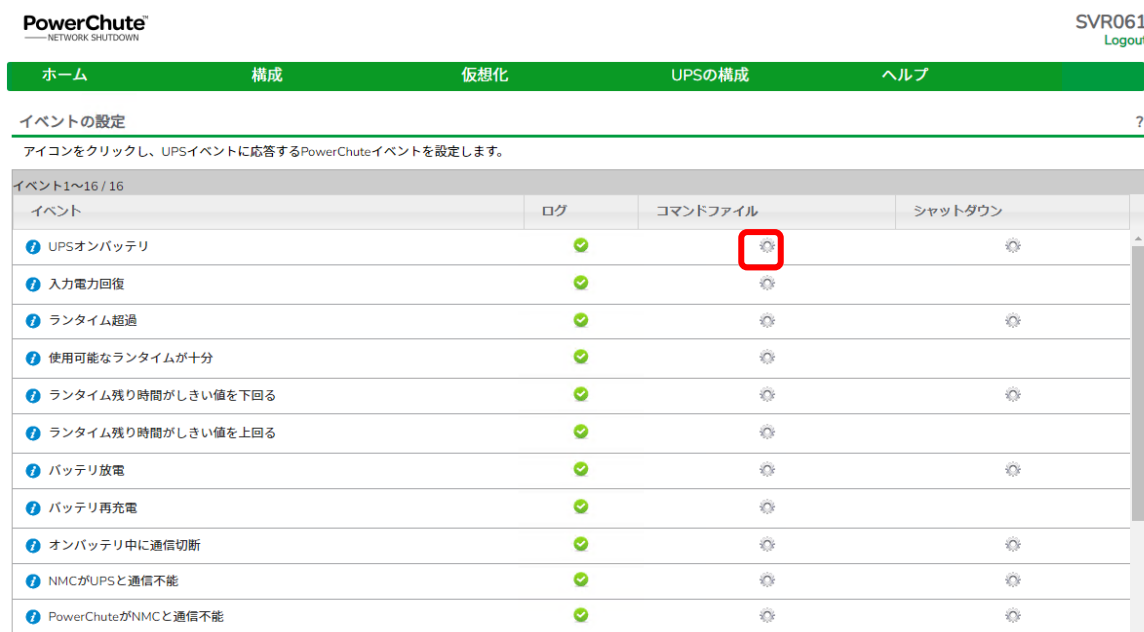 PowerChute™
NETWORK SHUTDOWN
SVR061
Logout
ホーム 構成 仮想化 UPSの構成 ヘルプ
イベントの設定 ?
アイコンをクリックし、UPSイベントに応答するPowerChuteイベントを設定します。
イベント1～16 / 16
イベント ログ コマンドファイル シャットダウン
UPSオンバッテリ
入力電力回復
ランタイム超過
使用可能なランタイムが十分
ランタイム残り時間がしきい値を下回る
ランタイム残り時間がしきい値を上回る
バッテリ放電
バッテリ再充電
オンバッテリ中に通信切断
NMCがUPSと通信不能
PowerChuteがNMCと通信不能